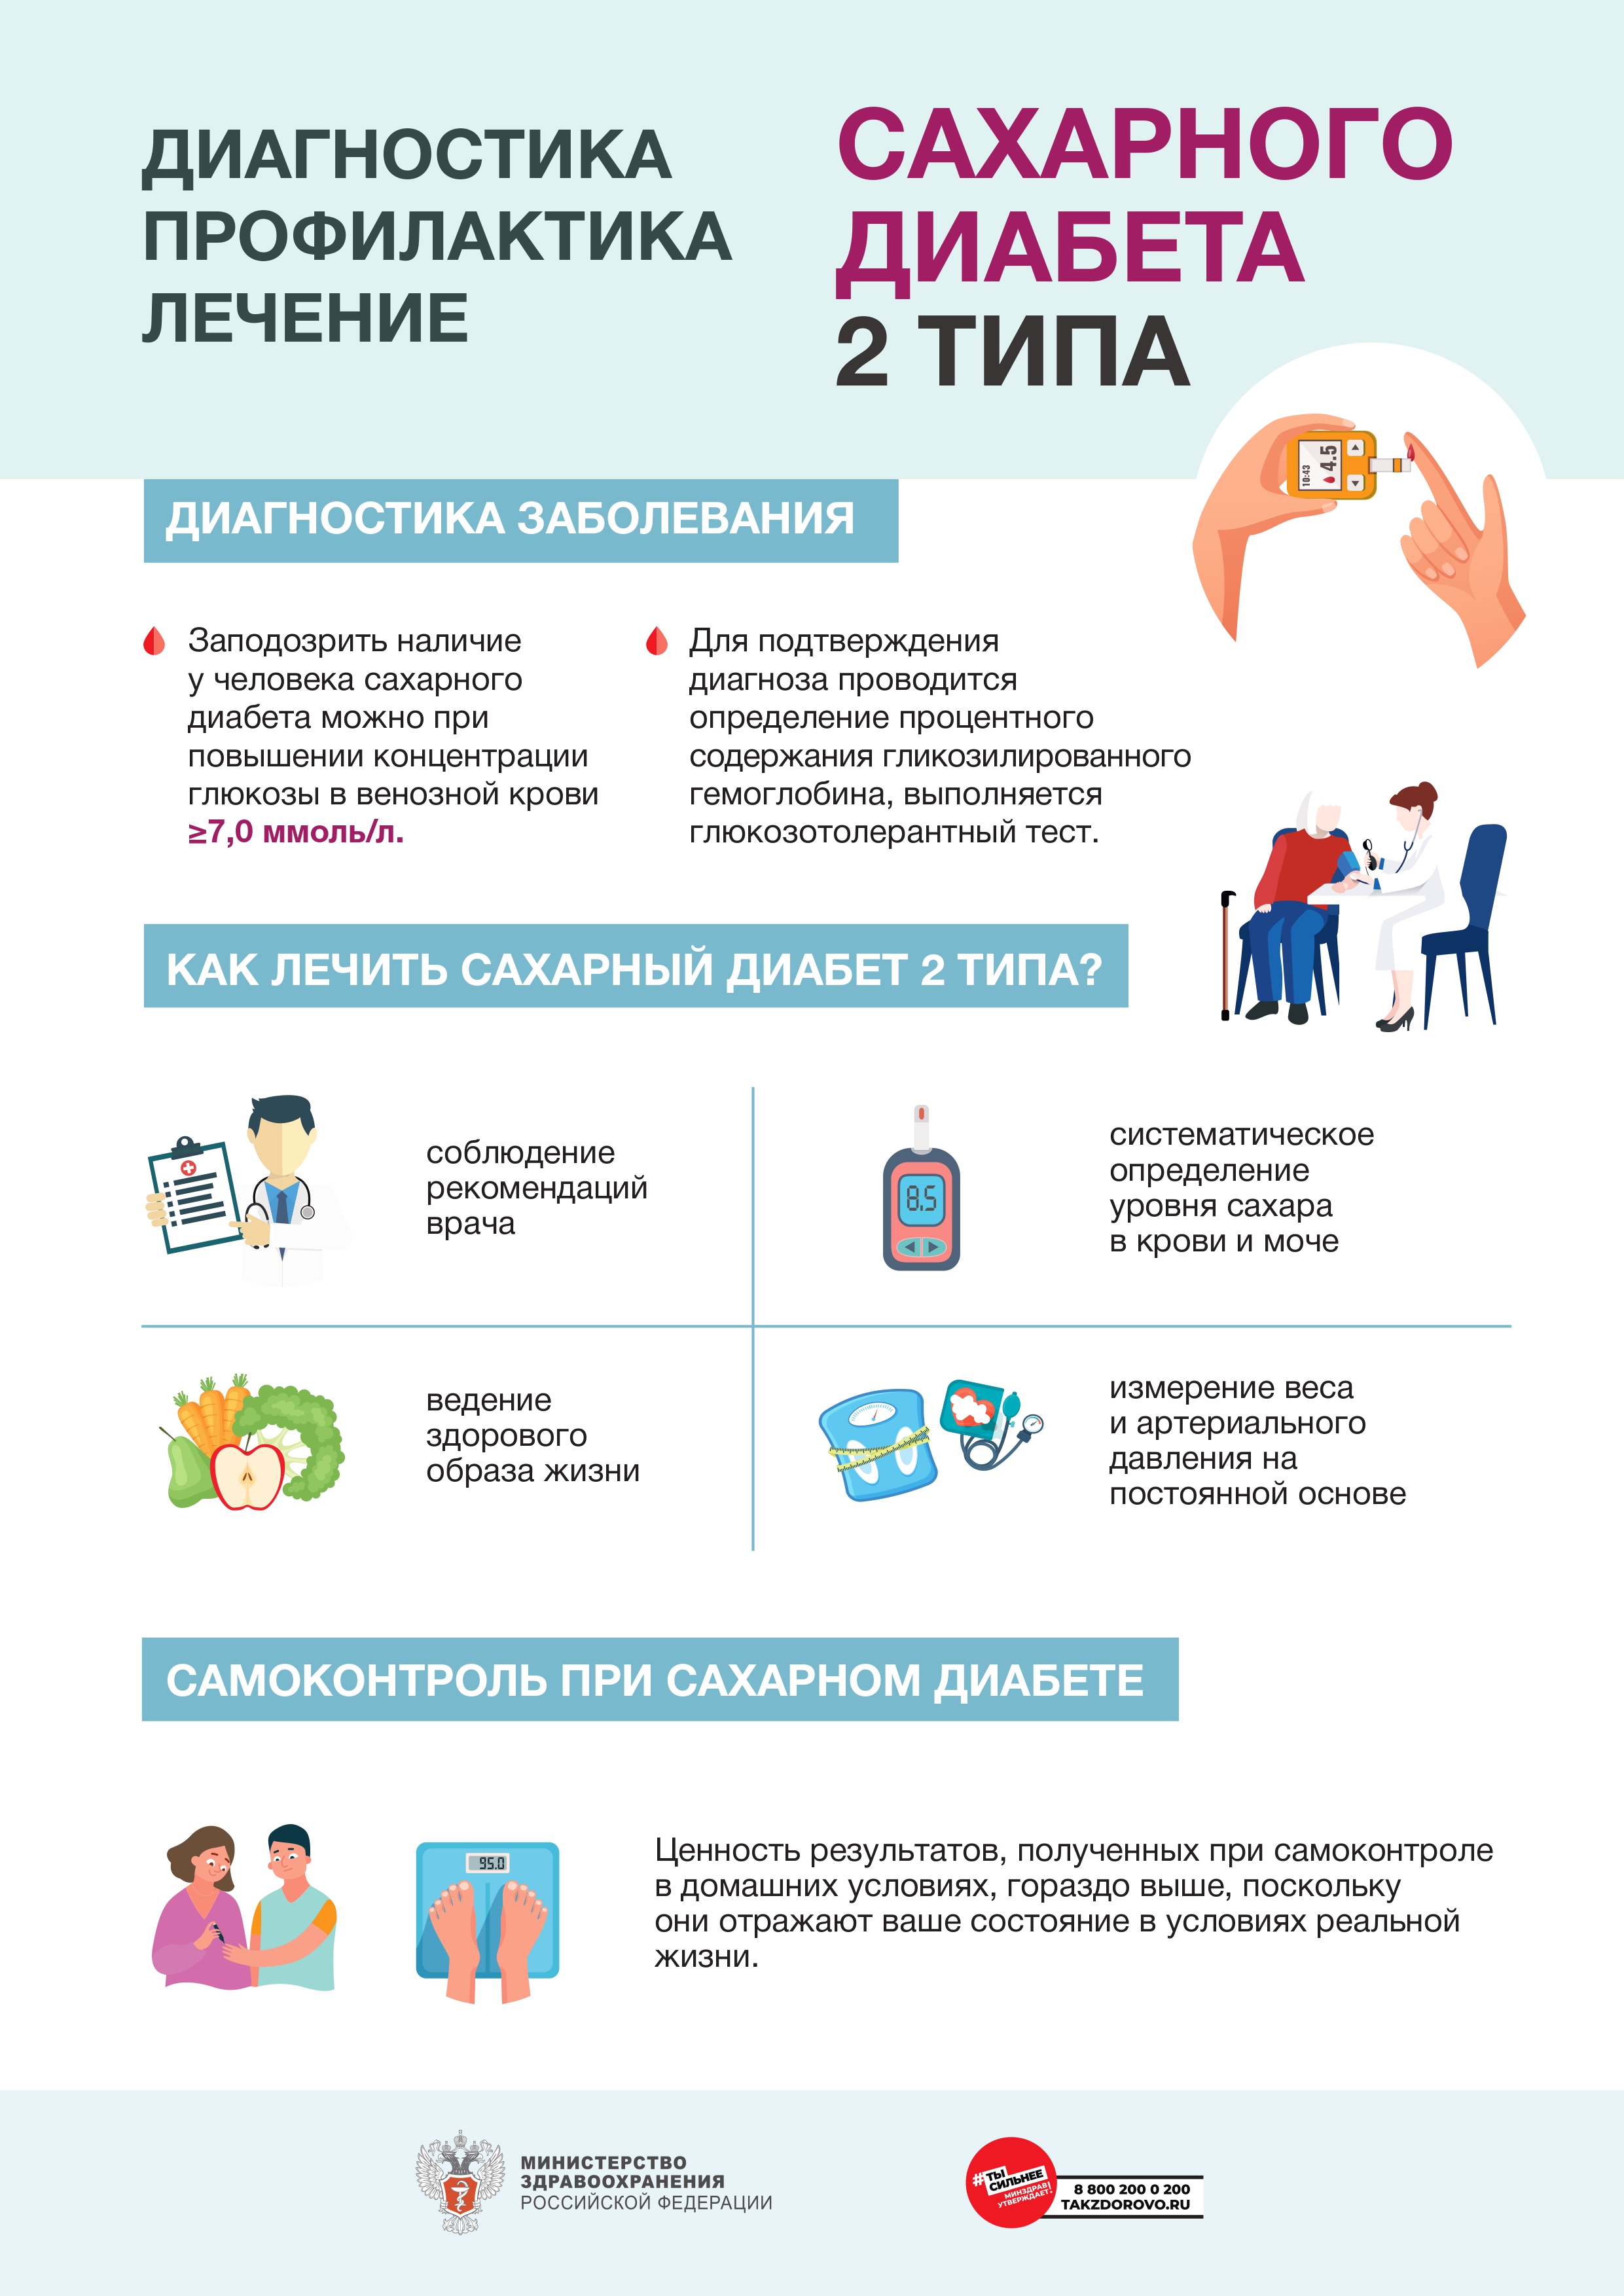 ДИАГНОСТИКА
ПРОФИЛАКТИКА
ЛЕЧЕНИЕ
САХАРНОГО
ДИАБЕТА
2 ТИПА
10:43
4.5
ДИАГНОСТИКА ЗАБОЛЕВАНИЯ
Заподозрить наличие
у человека сахарного
диабета можно при
повышении концентрации
глюкозы в венозной крови
≥7,0 ммоль/л.
Для подтверждения
диагноза проводится
определение процентного
содержания гликозилированного
гемоглобина, выполняется
глюкозотолерантный тест.
КАК ЛЕЧИТЬ САХАРНЫЙ ДИАБЕТ 2 ТИПА?
соблюдение
рекомендаций
врача
8.5
систематическое
определение
уровня сахара
в крови и моче
ведение
здорового
образа жизни
измерение веса
и артериального
давления на
постоянной основе
САМОКОНТРОЛЬ ПРИ САХАРНОМ ДИАБЕТЕ
95.0
Ценность результатов, полученных при самоконтроле
в домашних условиях, гораздо выше, поскольку
они отражают ваше состояние в условиях реальной
жизни.
МИНИСТЕРСТВО
ЗДРАВООХРАНЕНИЯ
РОССИЙСКОЙ ФЕДЕРАЦИИ
#ТЫ
СИЛЬНЕЕ
МИНЗДРАВ
УТВЕРЖДАЕТ!
8 800 200 0 200
TAKZDOROVO.RU